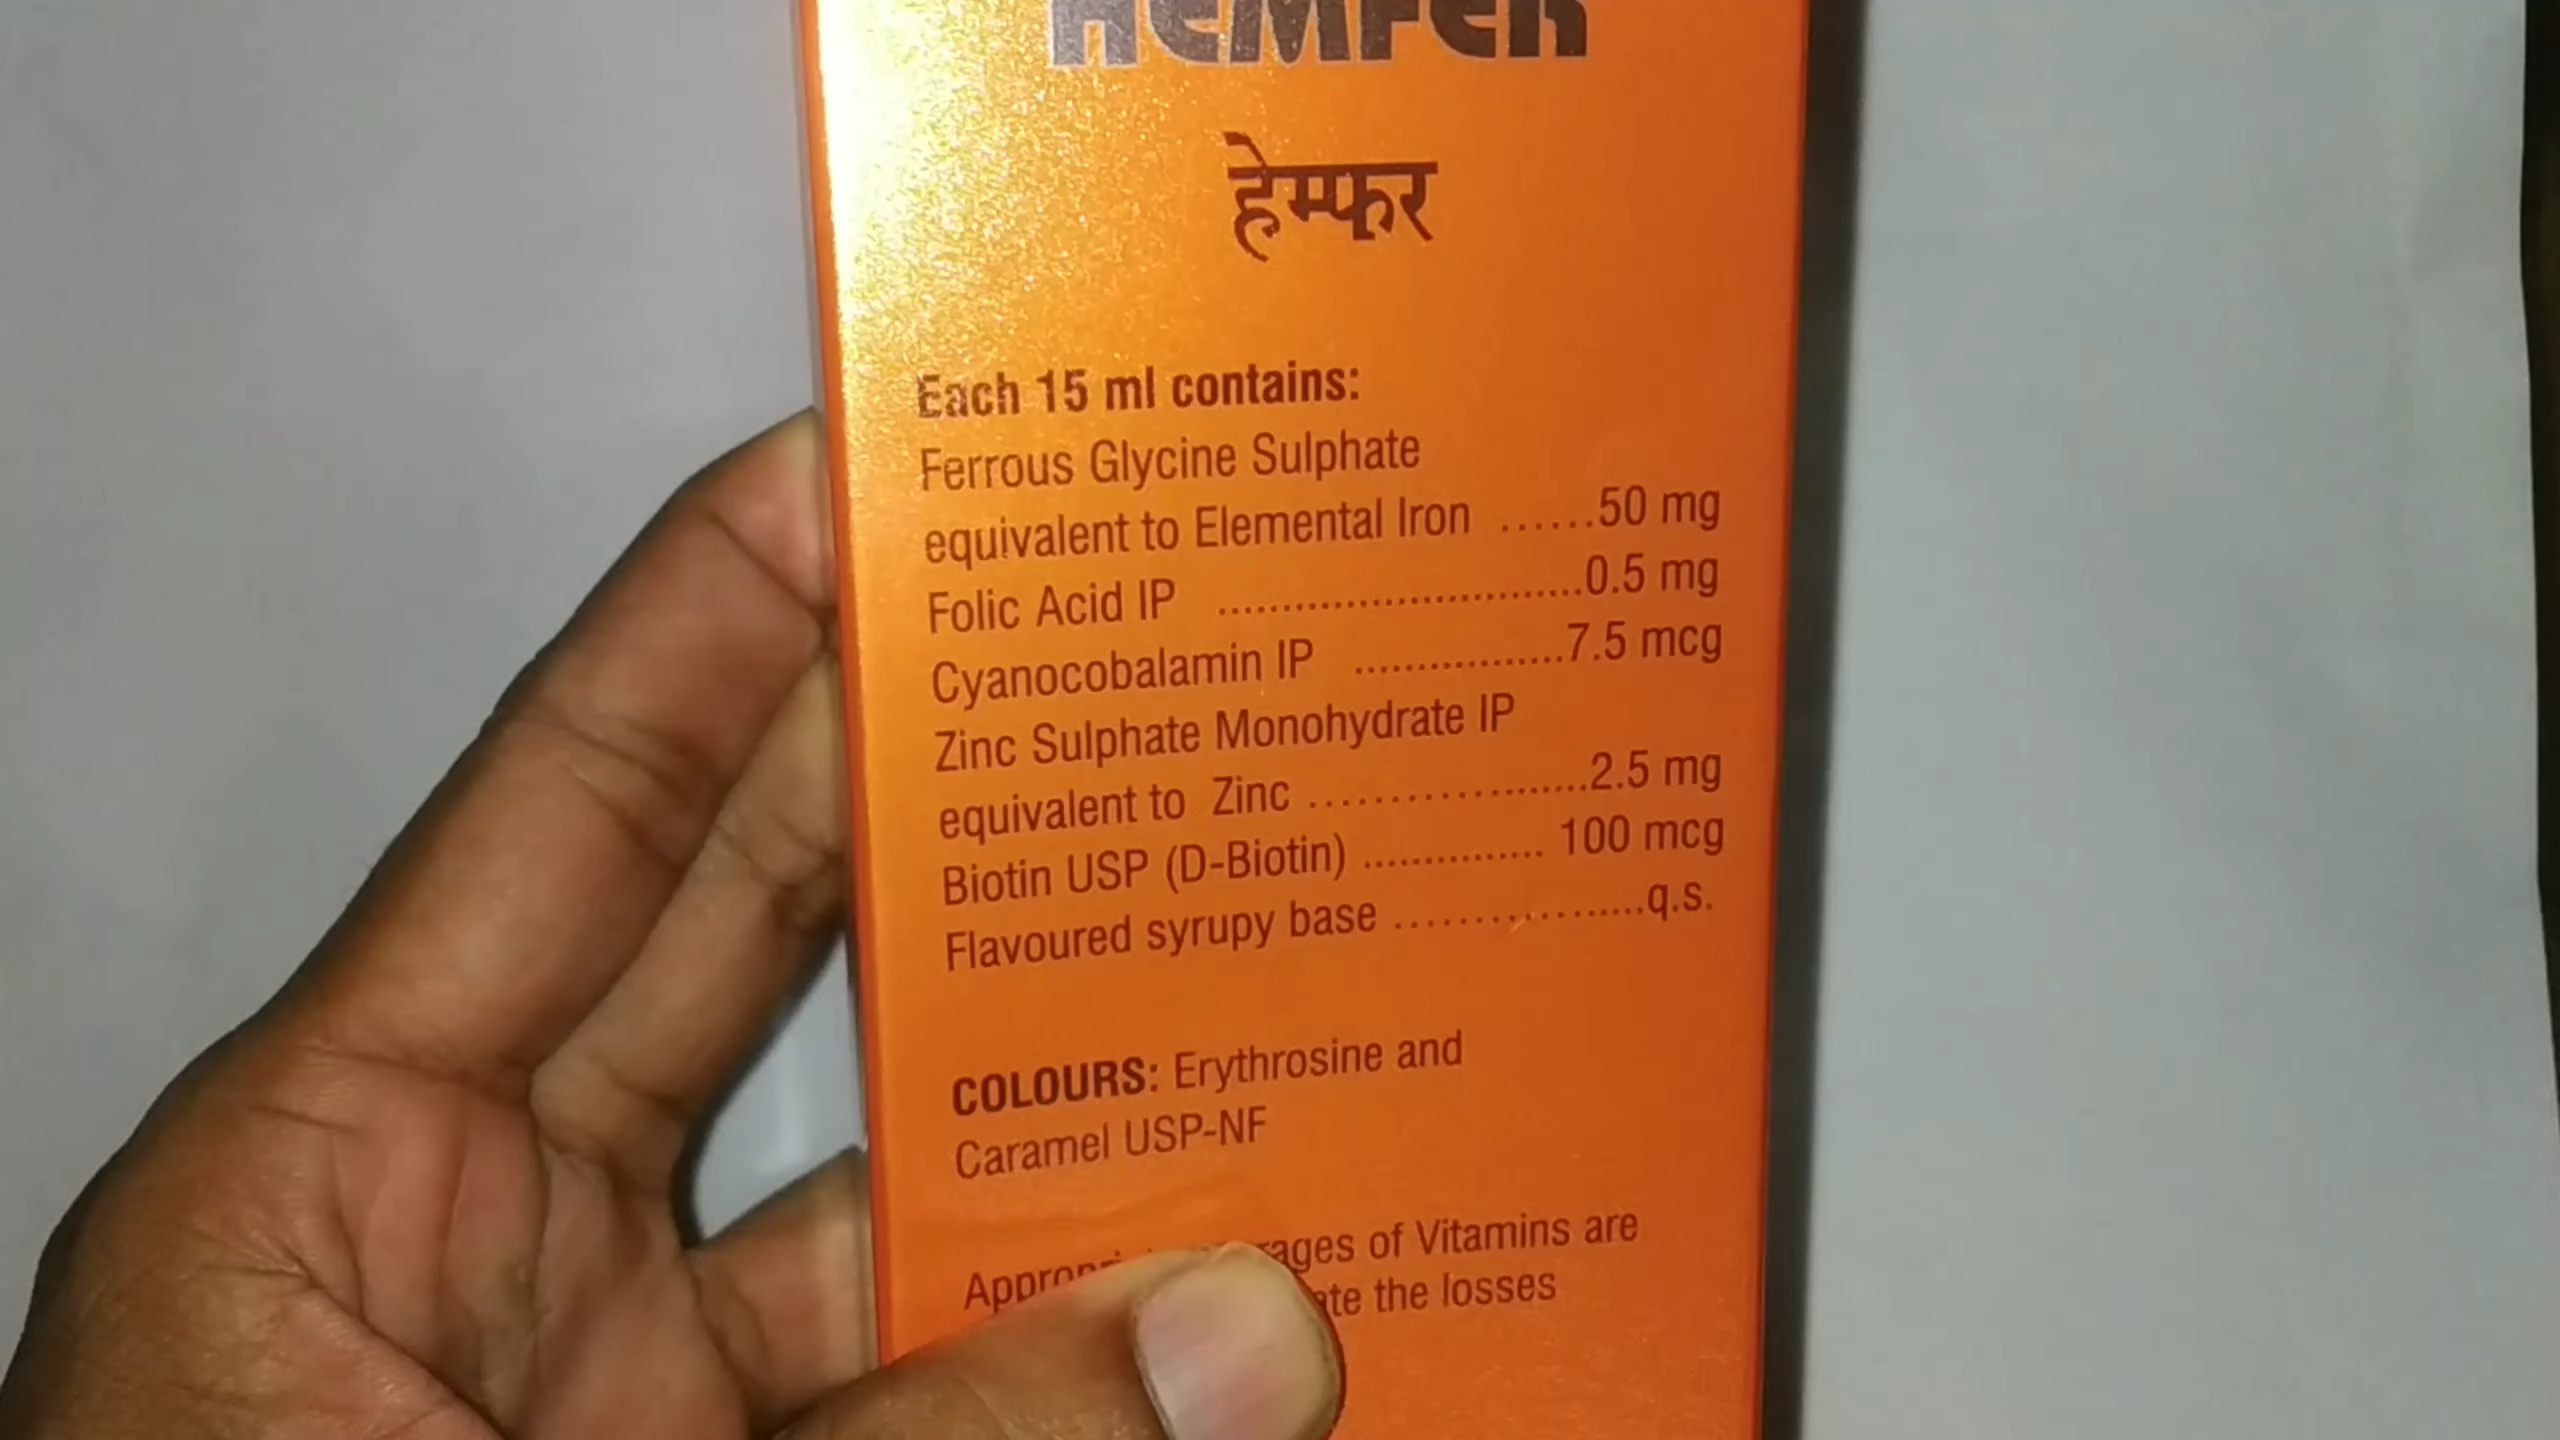 HEMFER
हेम्फर
Each 15 ml contains:
Ferrous Glycine Sulphate
equivalent to Elemental Iron ......50 mg
Folic Acid IP ............................0.5 mg
Cyanocobalamin IP ................7.5 mcg
Zinc Sulphate Monohydrate IP
equivalent to Zinc .....................2.5 mg
Biotin USP (D-Biotin) .............. 100 mcg
Flavoured syrupy base ...................q.s.
COLOURS: Erythrosine and
Caramel USP-NF
of Vitamins are
the losses